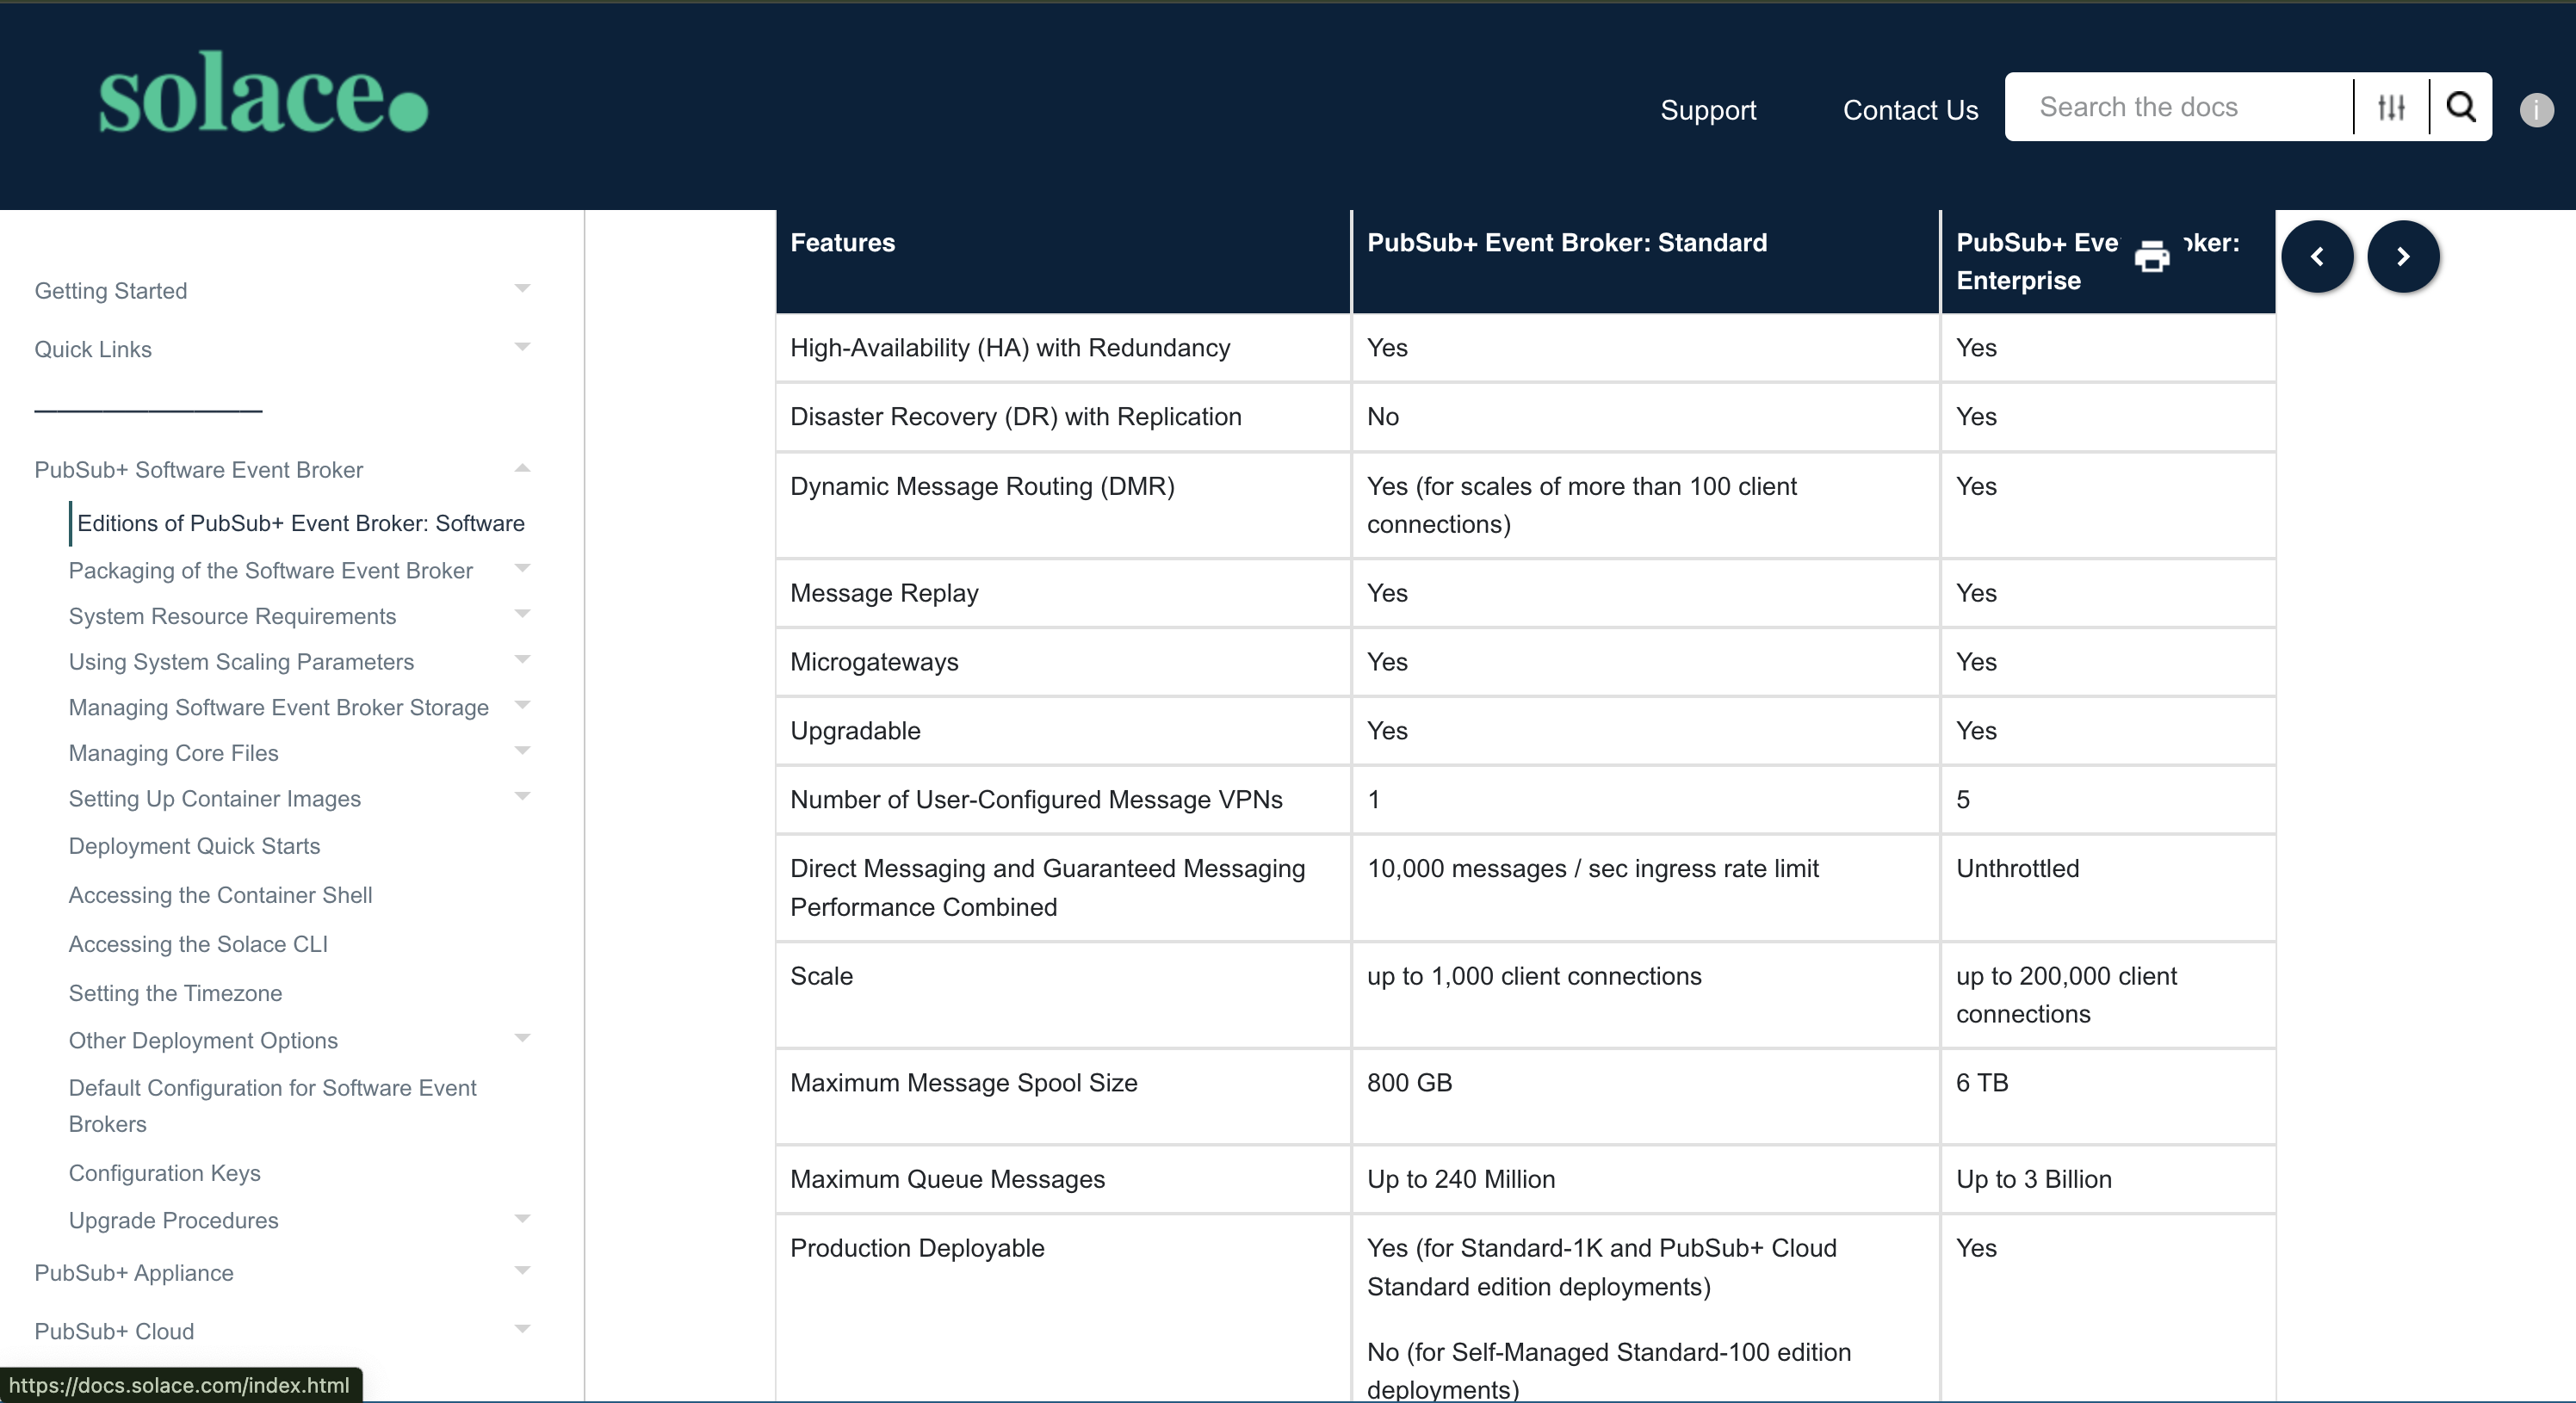 solace
Support
Contact Us
Search the docs
i
Getting Started
Quick Links
PubSub+ Software Event Broker
Editions of PubSub+ Event Broker: Software
Packaging of the Software Event Broker
System Resource Requirements
Using System Scaling Parameters
Managing Software Event Broker Storage
Managing Core Files
Setting Up Container Images
Deployment Quick Starts
Accessing the Container Shell
Accessing the Solace CLI
Setting the Timezone
Other Deployment Options
Default Configuration for Software Event
Brokers
Configuration Keys
Upgrade Procedures
PubSub+ Appliance
PubSub+ Cloud
https://docs.solace.com/index.html
Features
PubSub+ Event Broker: Standard
PubSub+ Eve oker:
Enterprise
High-Availability (HA) with Redundancy
Yes
Yes
Disaster Recovery (DR) with Replication
No
Yes
Dynamic Message Routing (DMR)
Yes (for scales of more than 100 client
connections)
Yes
Message Replay
Yes
Yes
Microgateways
Yes
Yes
Upgradable
Yes
Yes
Number of User-Configured Message VPNs
1
5
Direct Messaging and Guaranteed Messaging
Performance Combined
10,000 messages / sec ingress rate limit
Unthrottled
Scale
up to 1,000 client connections
up to 200,000 client
connections
Maximum Message Spool Size
800 GB
6 TB
Maximum Queue Messages
Up to 240 Million
Up to 3 Billion
Production Deployable
Yes (for Standard-1K and PubSub+ Cloud
Standard edition deployments)
No (for Self-Managed Standard-100 edition
deployments)
Yes